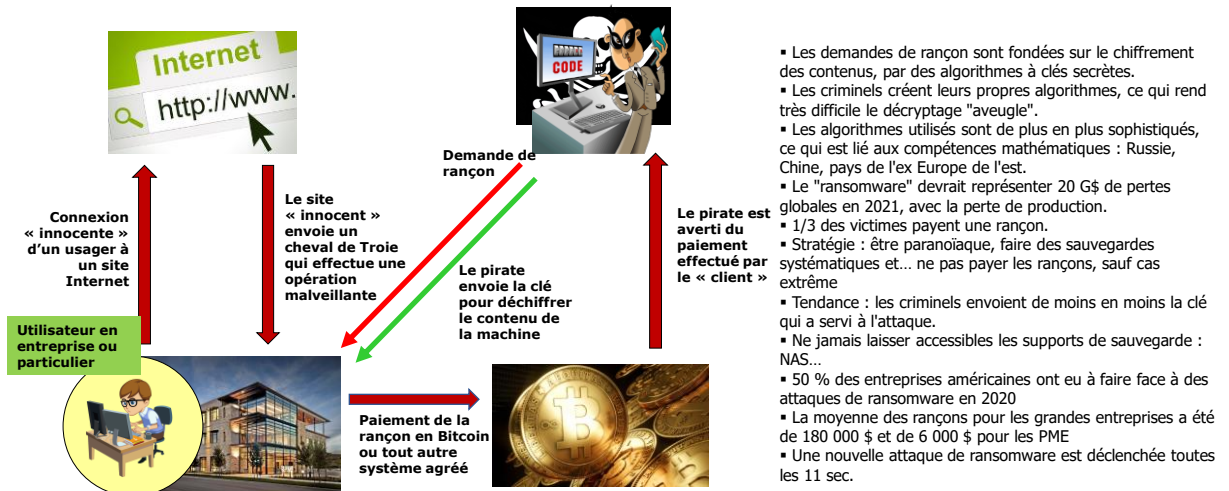 Internet
http://www.
CODE
Demande de
rançon
Connexion
« innocente »
d’un usager à
un site
Internet
Le site
« innocent »
envoie un
cheval de Troie
qui effectue une
opération
malveillante
Le pirate
envoie la clé
pour déchiffrer
le contenu de
la machine
Le pirate est
averti du
paiement
effectué par
le « client »
Utilisateur en
entreprise ou
particulier
Paiement de la
rançon en Bitcoin
ou tout autre
système agréé
▪ Les demandes de rançon sont fondées sur le chiffrement
des contenus, par des algorithmes à clés secrètes.
▪ Les criminels créent leurs propres algorithmes, ce qui rend
très difficile le décryptage "aveugle".
▪ Les algorithmes utilisés sont de plus en plus sophistiqués,
ce qui est lié aux compétences mathématiques : Russie,
Chine, pays de l'ex Europe de l'est.
▪ Le "ransomware" devrait représenter 20 G$ de pertes
globales en 2021, avec la perte de production.
▪ 1/3 des victimes payent une rançon.
▪ Stratégie : être paranoïaque, faire des sauvegardes
systématiques et… ne pas payer les rançons, sauf cas
extrême
▪ Tendance : les criminels envoient de moins en moins la clé
qui a servi à l'attaque.
▪ Ne jamais laisser accessibles les supports de sauvegarde :
NAS…
▪ 50 % des entreprises américaines ont eu à faire face à des
attaques de ransomware en 2020
▪ La moyenne des rançons pour les grandes entreprises a été
de 180 000 $ et de 6 000 $ pour les PME
▪ Une nouvelle attaque de ransomware est déclenchée toutes
les 11 sec.